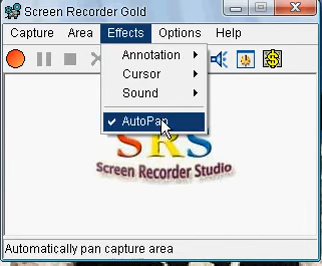 Screen Recorder Gold
Capture Area Effects Options Help
Annotation
Cursor
Sound
AutoPan
SRS
Screen Recorder Studio
Automatically pan capture area